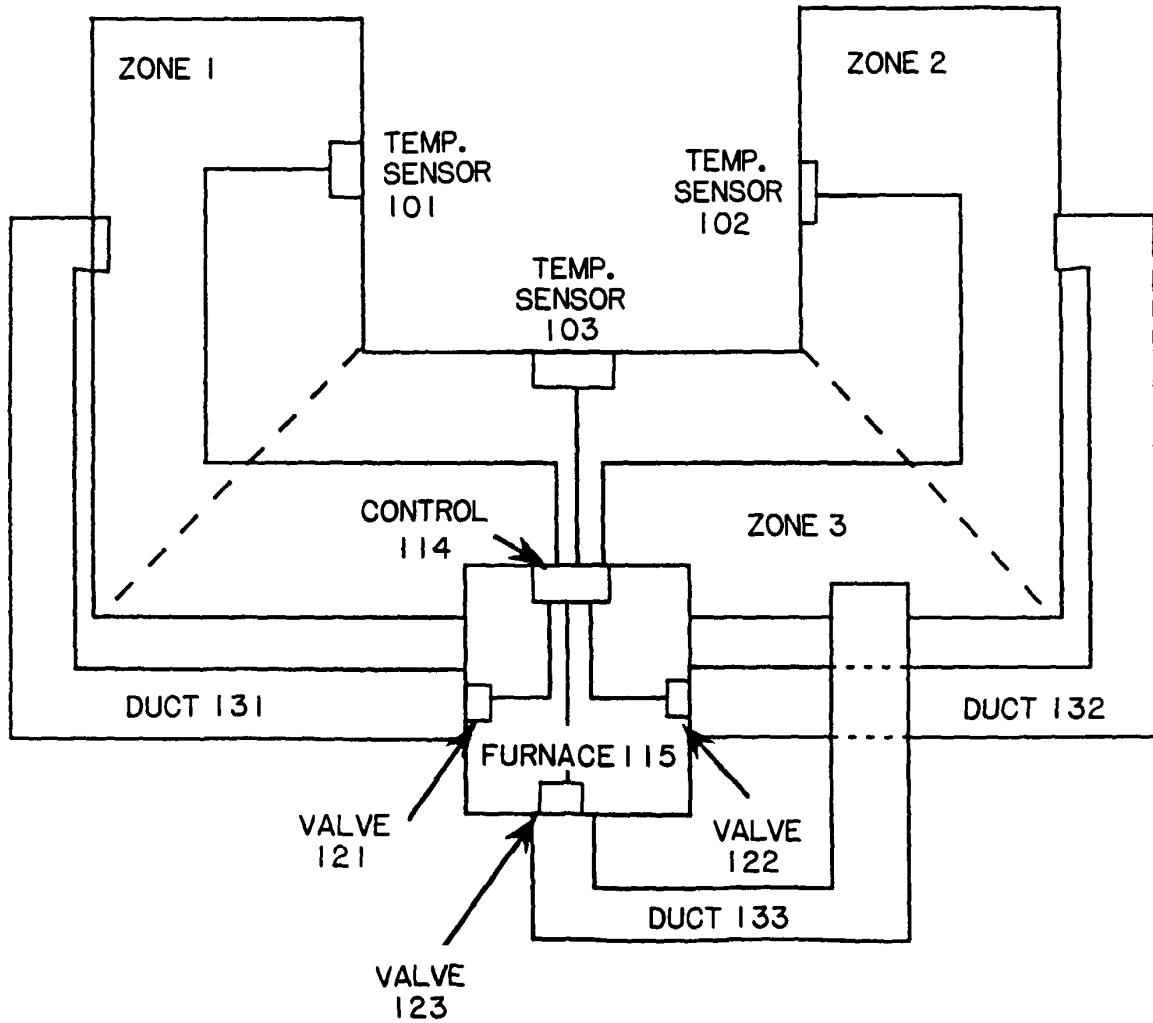 ZONE 1
ZONE 2
TEMP.
SENSOR
101
TEMP.
SENSOR
102
TEMP.
SENSOR
103
CONTROL
114
ZONE 3
DUCT 131
DUCT 132
FURNACE 115
VALVE
121
VALVE
122
DUCT 133
VALVE
123